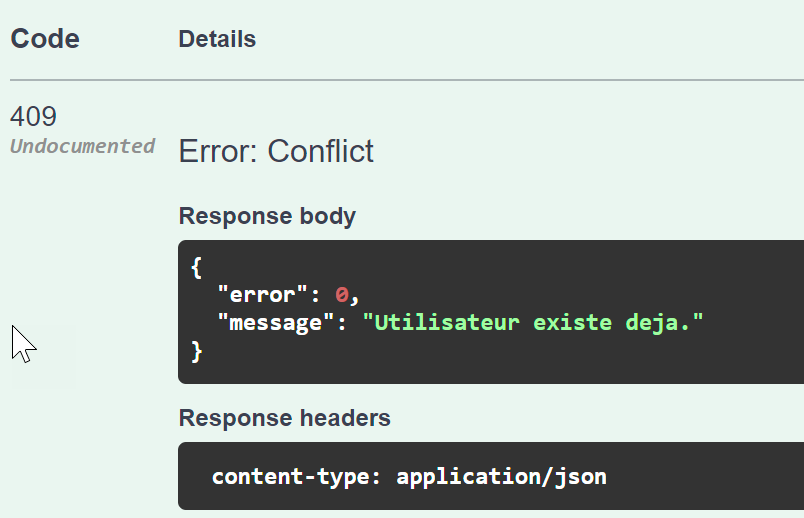 Code Details
409
Undocumented
Error: Conflict
Response body
{
  "error": 0,
  "message": "Utilisateur existe deja."
}
Response headers
content-type: application/json